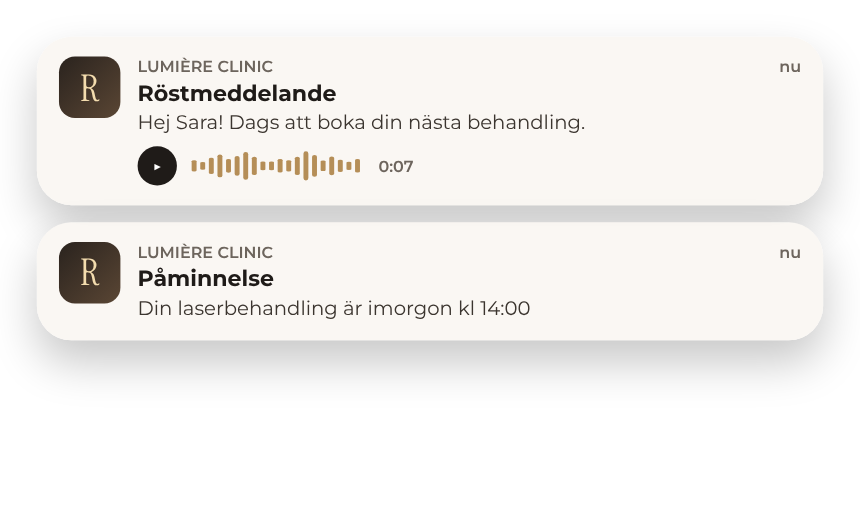 R
LUMIÈRE CLINIC
nu
Röstmeddelande
Hej Sara! Dags att boka din nästa behandling.
0:07
R
LUMIÈRE CLINIC
nu
Påminnelse
Din laserbehandling är imorgon kl 14:00